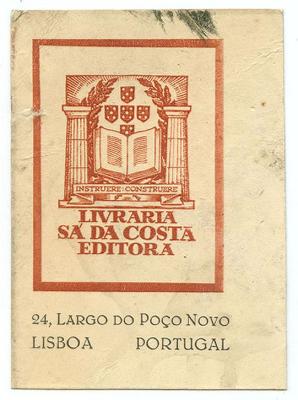 INSTRUERE·CONSTRUERE
LIVRARIA
SÁ DA COSTA
EDITORA
24, LARGO DO POÇO NOVO
LISBOA PORTUGAL